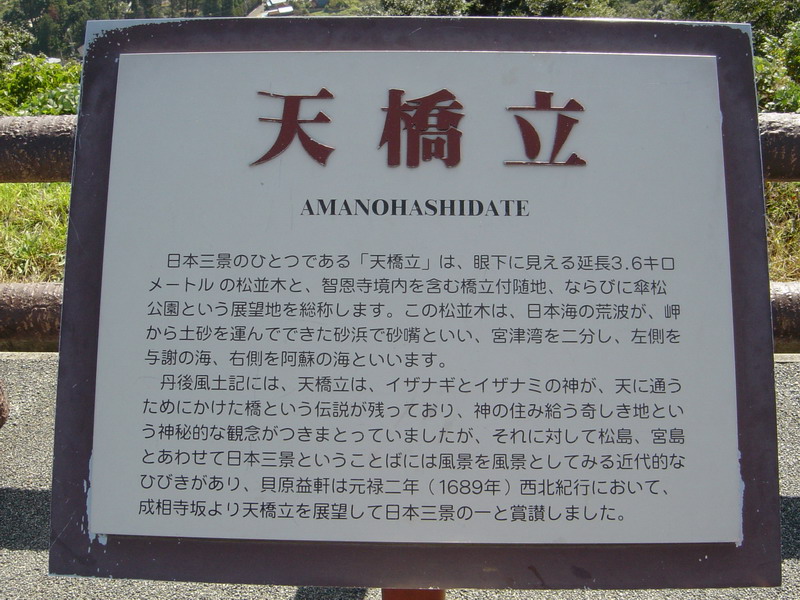 天橋立
AMANOHASHIDATE
日本三景のひとつである「天橋立」は、眼下に見える延長3.6キロ
メートルの松並木と、智恩寺境内を含む橋立付随地、ならびに傘松
公園という展望地を総称します。この松並木は、日本海の荒波が、岬
から土砂を運んでできた砂浜で砂嘴といい、宮津湾を二分し、左側を
与謝の海、右側を阿蘇の海といいます。
丹後風土記には、天橋立は、イザナギとイザナミの神が、天に通う
ためにかけた橋という伝説が残っており、神の住み給う奇しき地とい
う神秘的な観念がつきまとっていましたが、それに対して松島、宮島
とあわせて日本三景ということばには風景を風景としてみる近代的な
ひびきがあり、貝原益軒は元禄二年（1689年）西北紀行において、
成相寺坂より天橋立を展望して日本三景の一と賞讃しました。